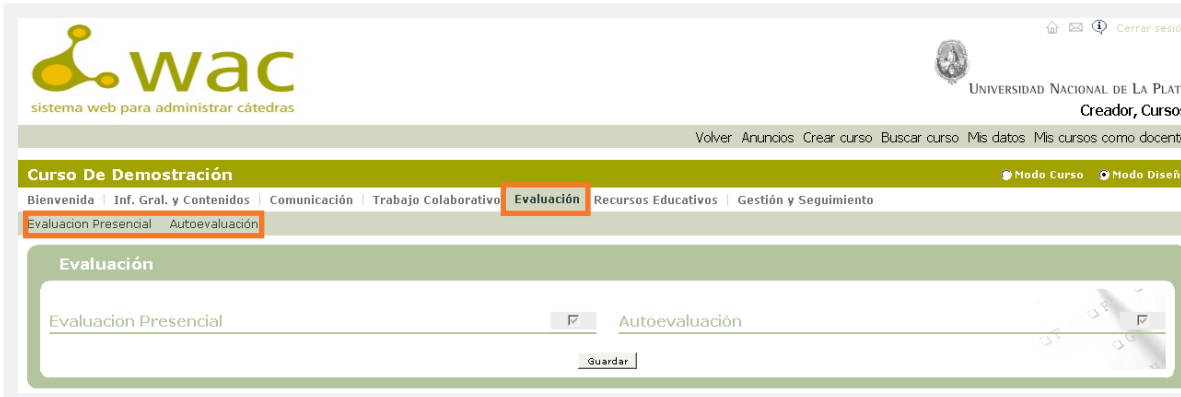 Cerrar sesió
wac
sistema web para administrar cátedras
UNIVERSIDAD NACIONAL DE LA PLAT
Creador, Curso
Volver Anuncios Crear curso Buscar curso Mis datos Mis cursos como docent
Curso De Demostración
Modo Curso Modo Diseñ
Bienvenida | Inf. Gral. y Contenidos | Comunicación | Trabajo Colaborativo Evaluación Recursos Educativos | Gestión y Seguimiento
Evaluacion Presencial Autoevaluación
Evaluación
Evaluacion Presencial Autoevaluación
Guardar